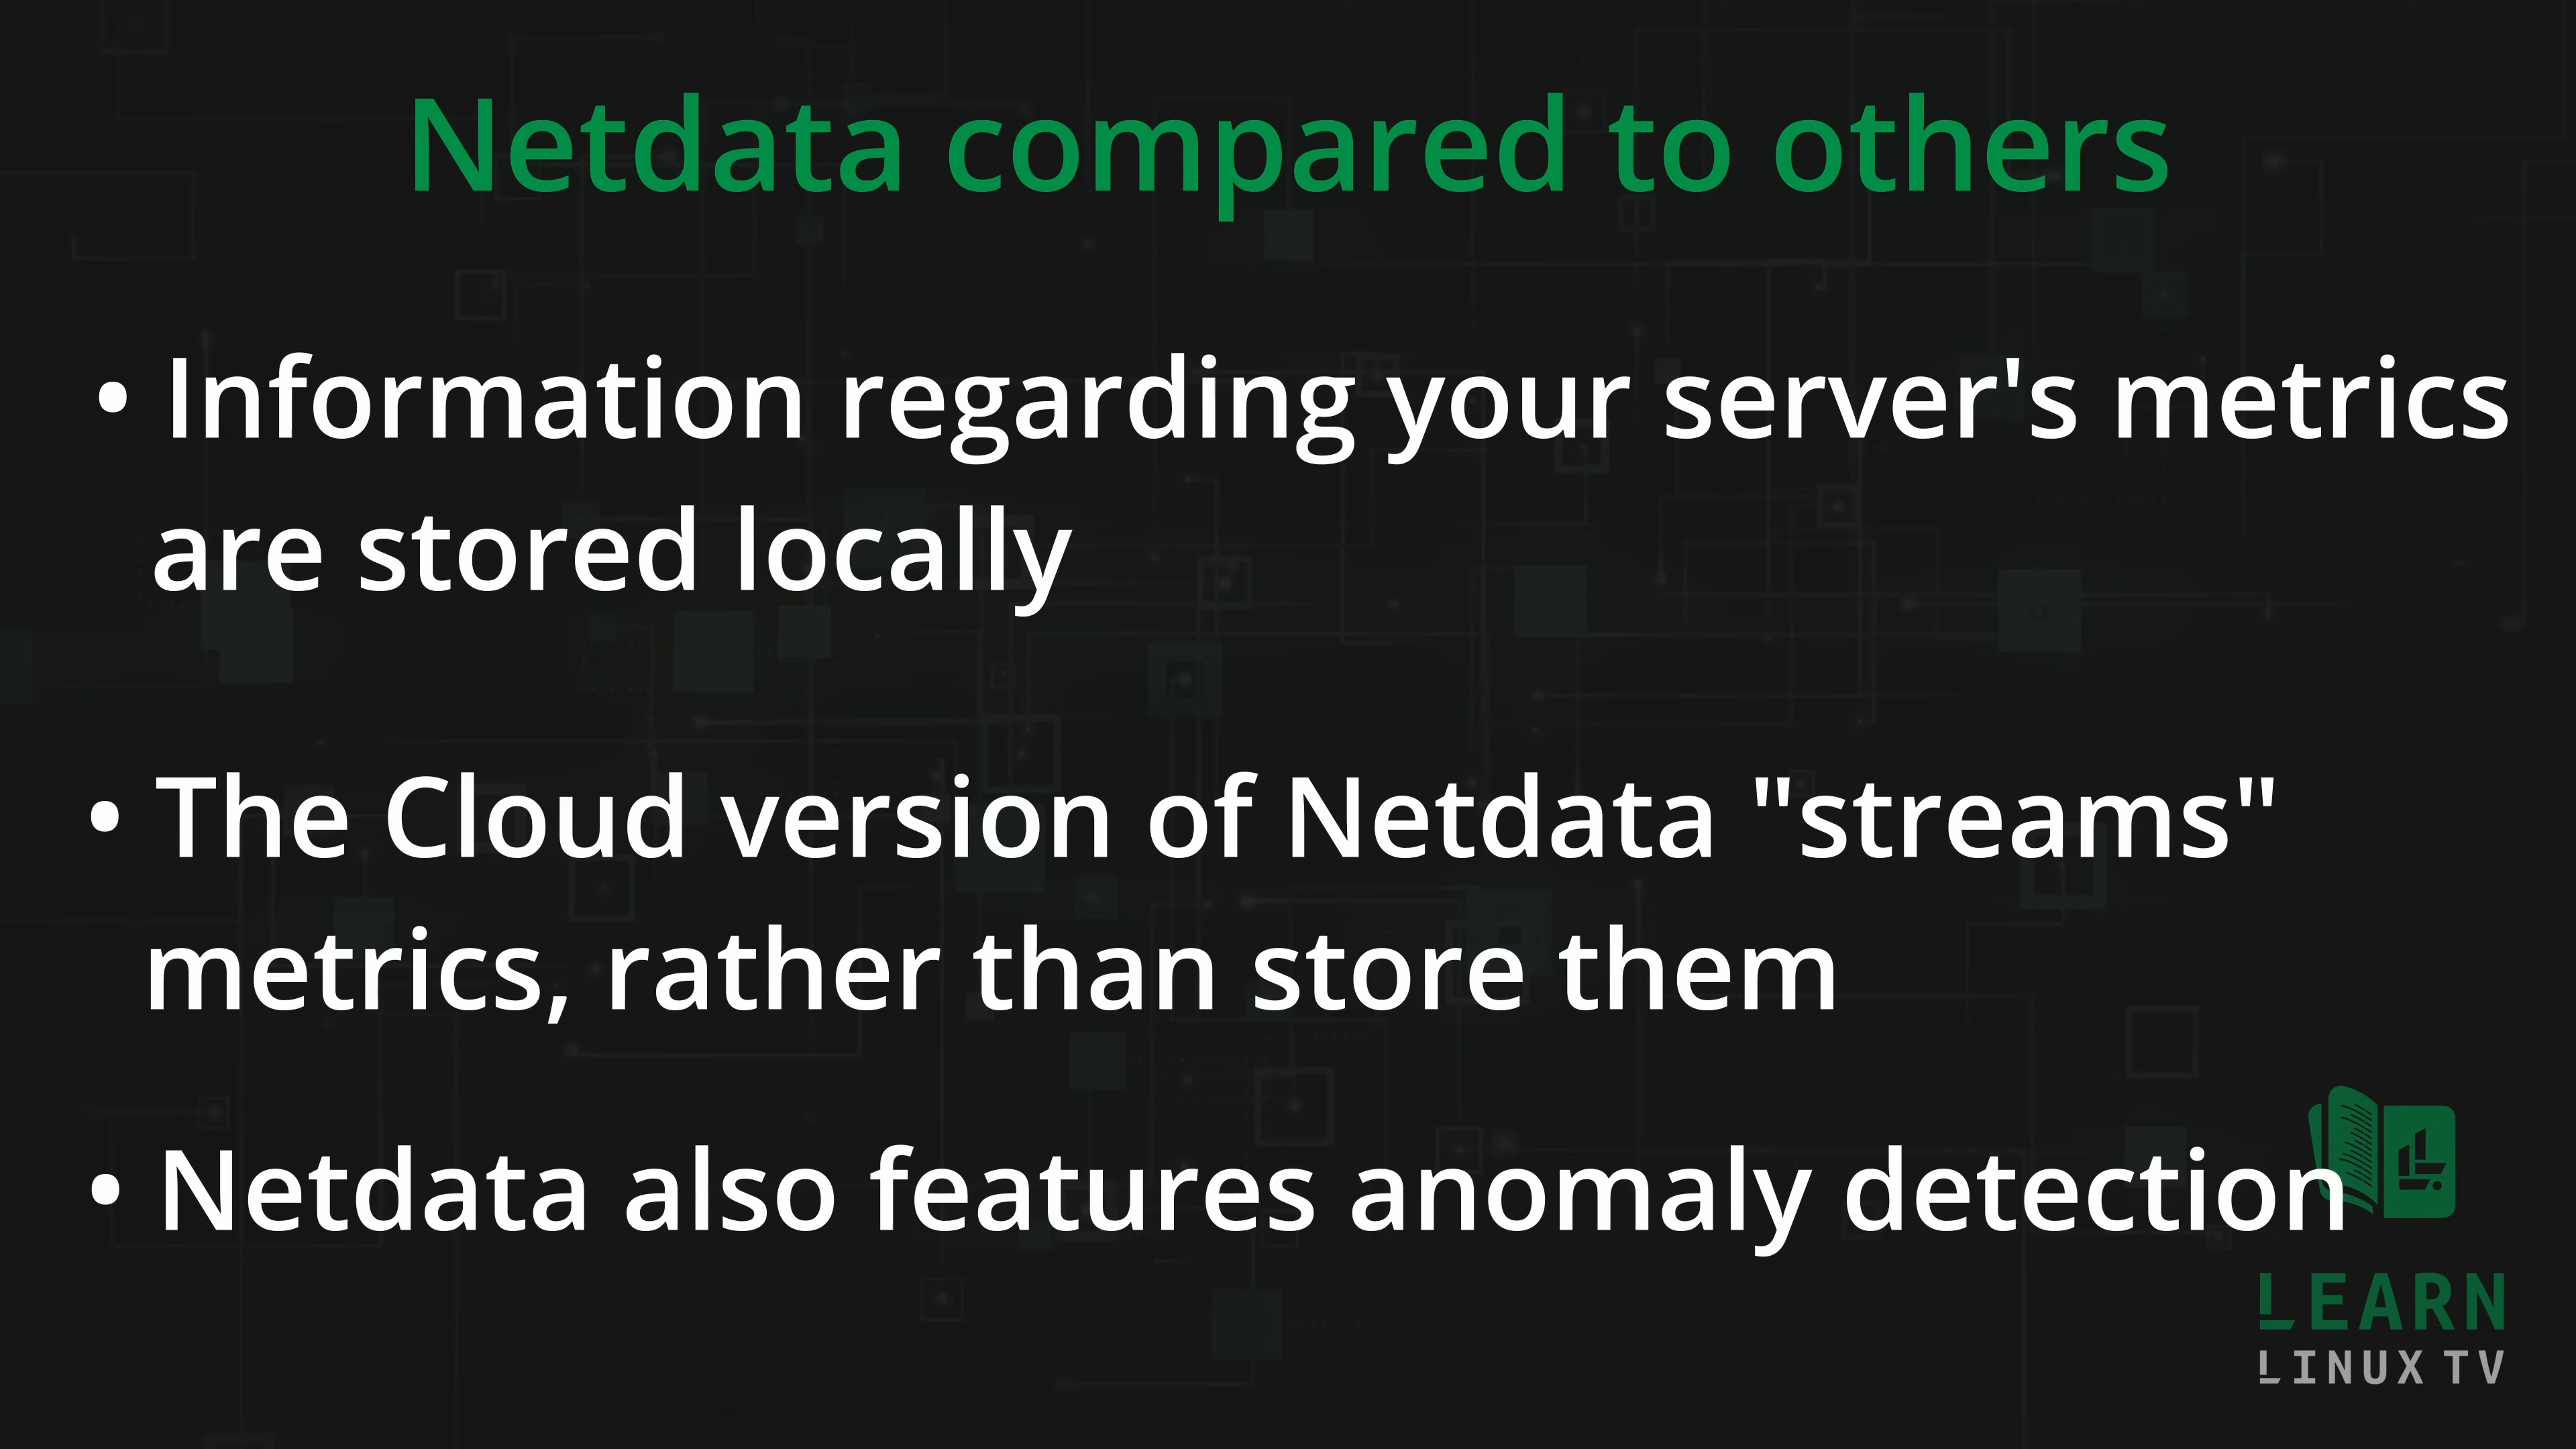 Netdata compared to others
• Information regarding your server's metrics
are stored locally
• The Cloud version of Netdata "streams"
metrics, rather than store them
• Netdata also features anomaly detection
LEARN
LINUX TV